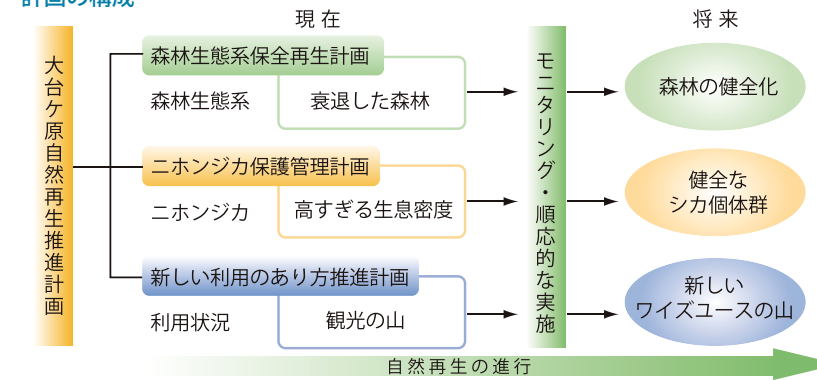 計画の構成
現在
将来
大台ケ原自然再生推進計画
森林生態系保全再生計画
森林生態系
衰退した森林
ニホンジカ保護管理計画
ニホンジカ
高すぎる生息密度
新しい利用のあり方推進計画
利用状況
観光の山
モニタリング・順応的な実施
森林の健全化
健全な
シカ個体群
新しい
ワイズユースの山
自然再生の進行